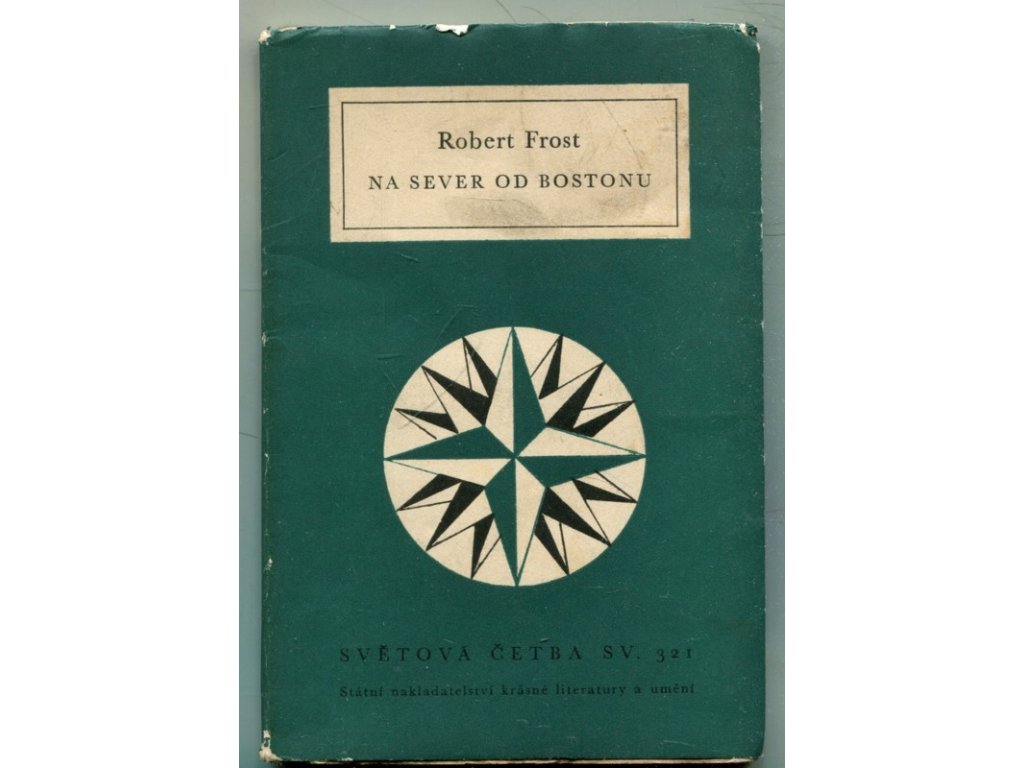 Robert Frost
NA SEVER OD BOSTONU
SVĚTOVÁ ČETBA SV. 321
Státní nakladatelství krásné literatury a umění